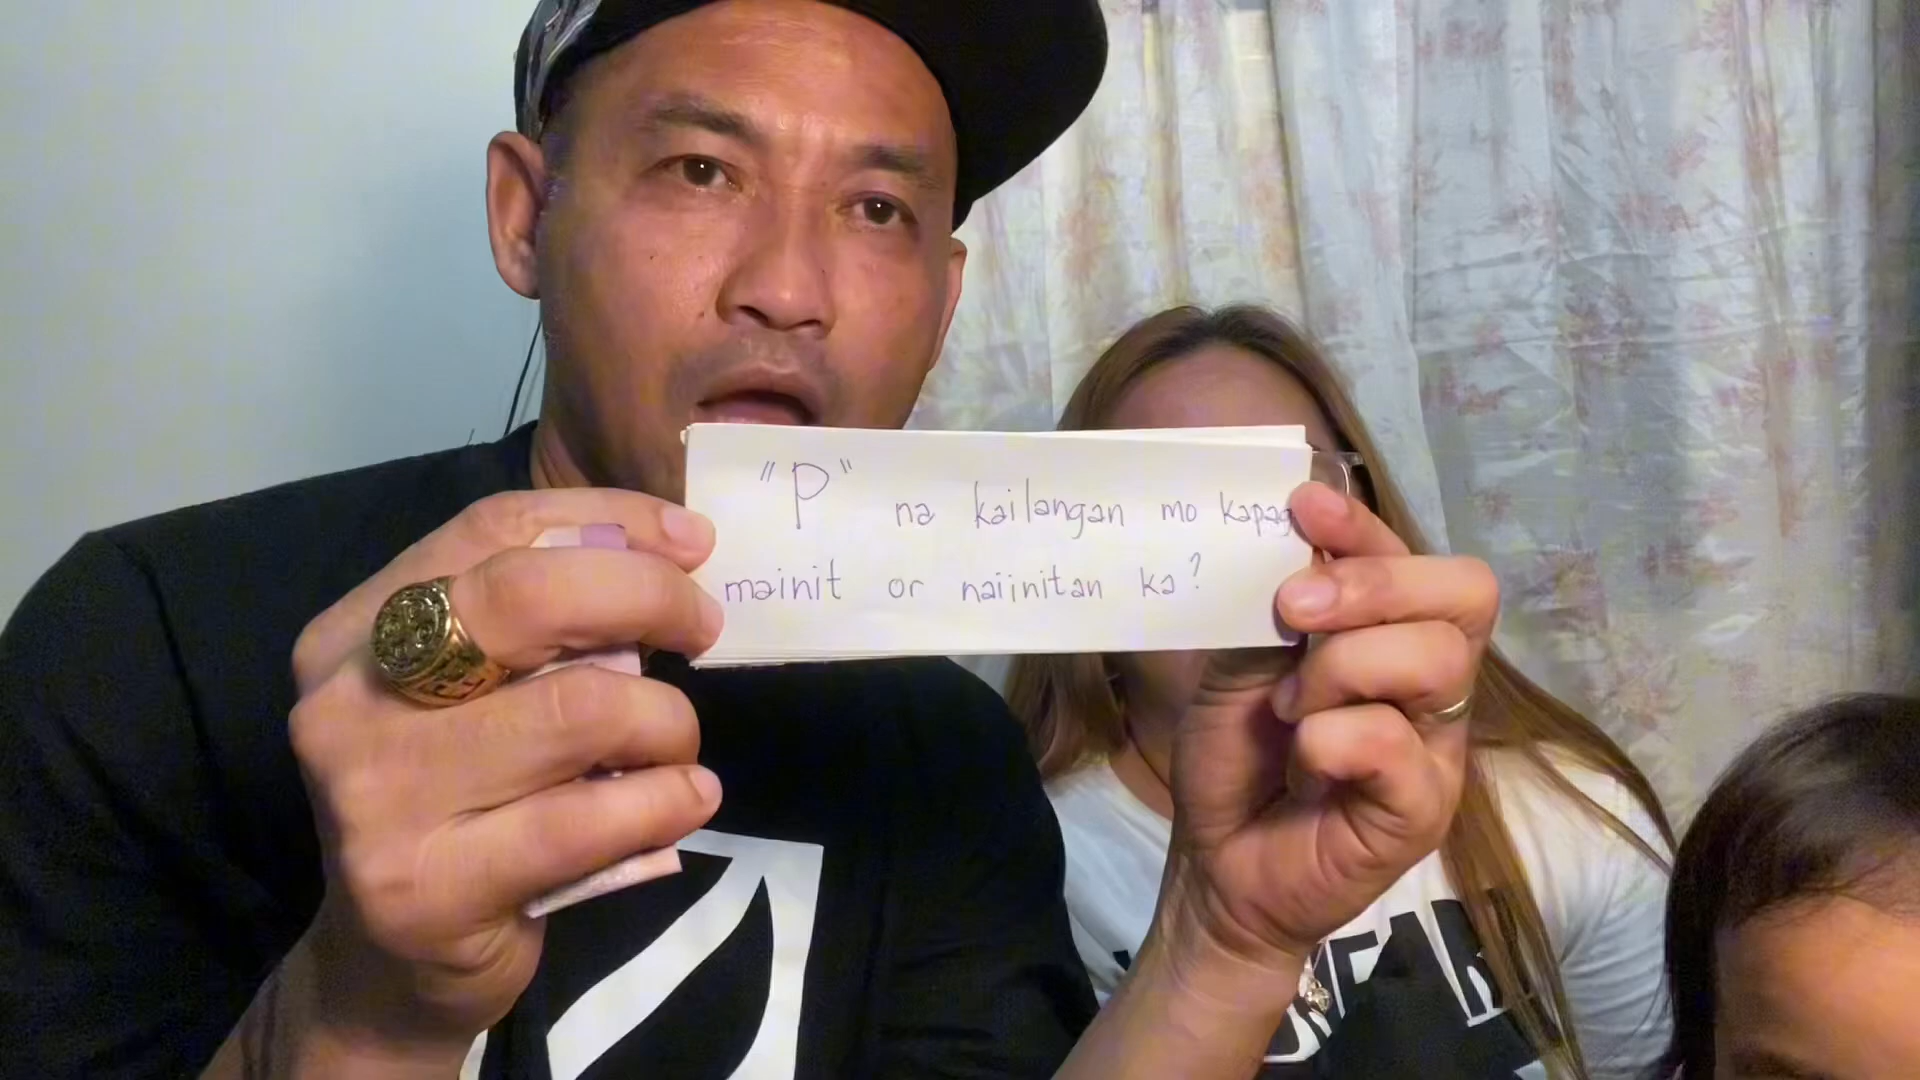 "P" na kailangan mo kapag
mainit or naiinitan ka?